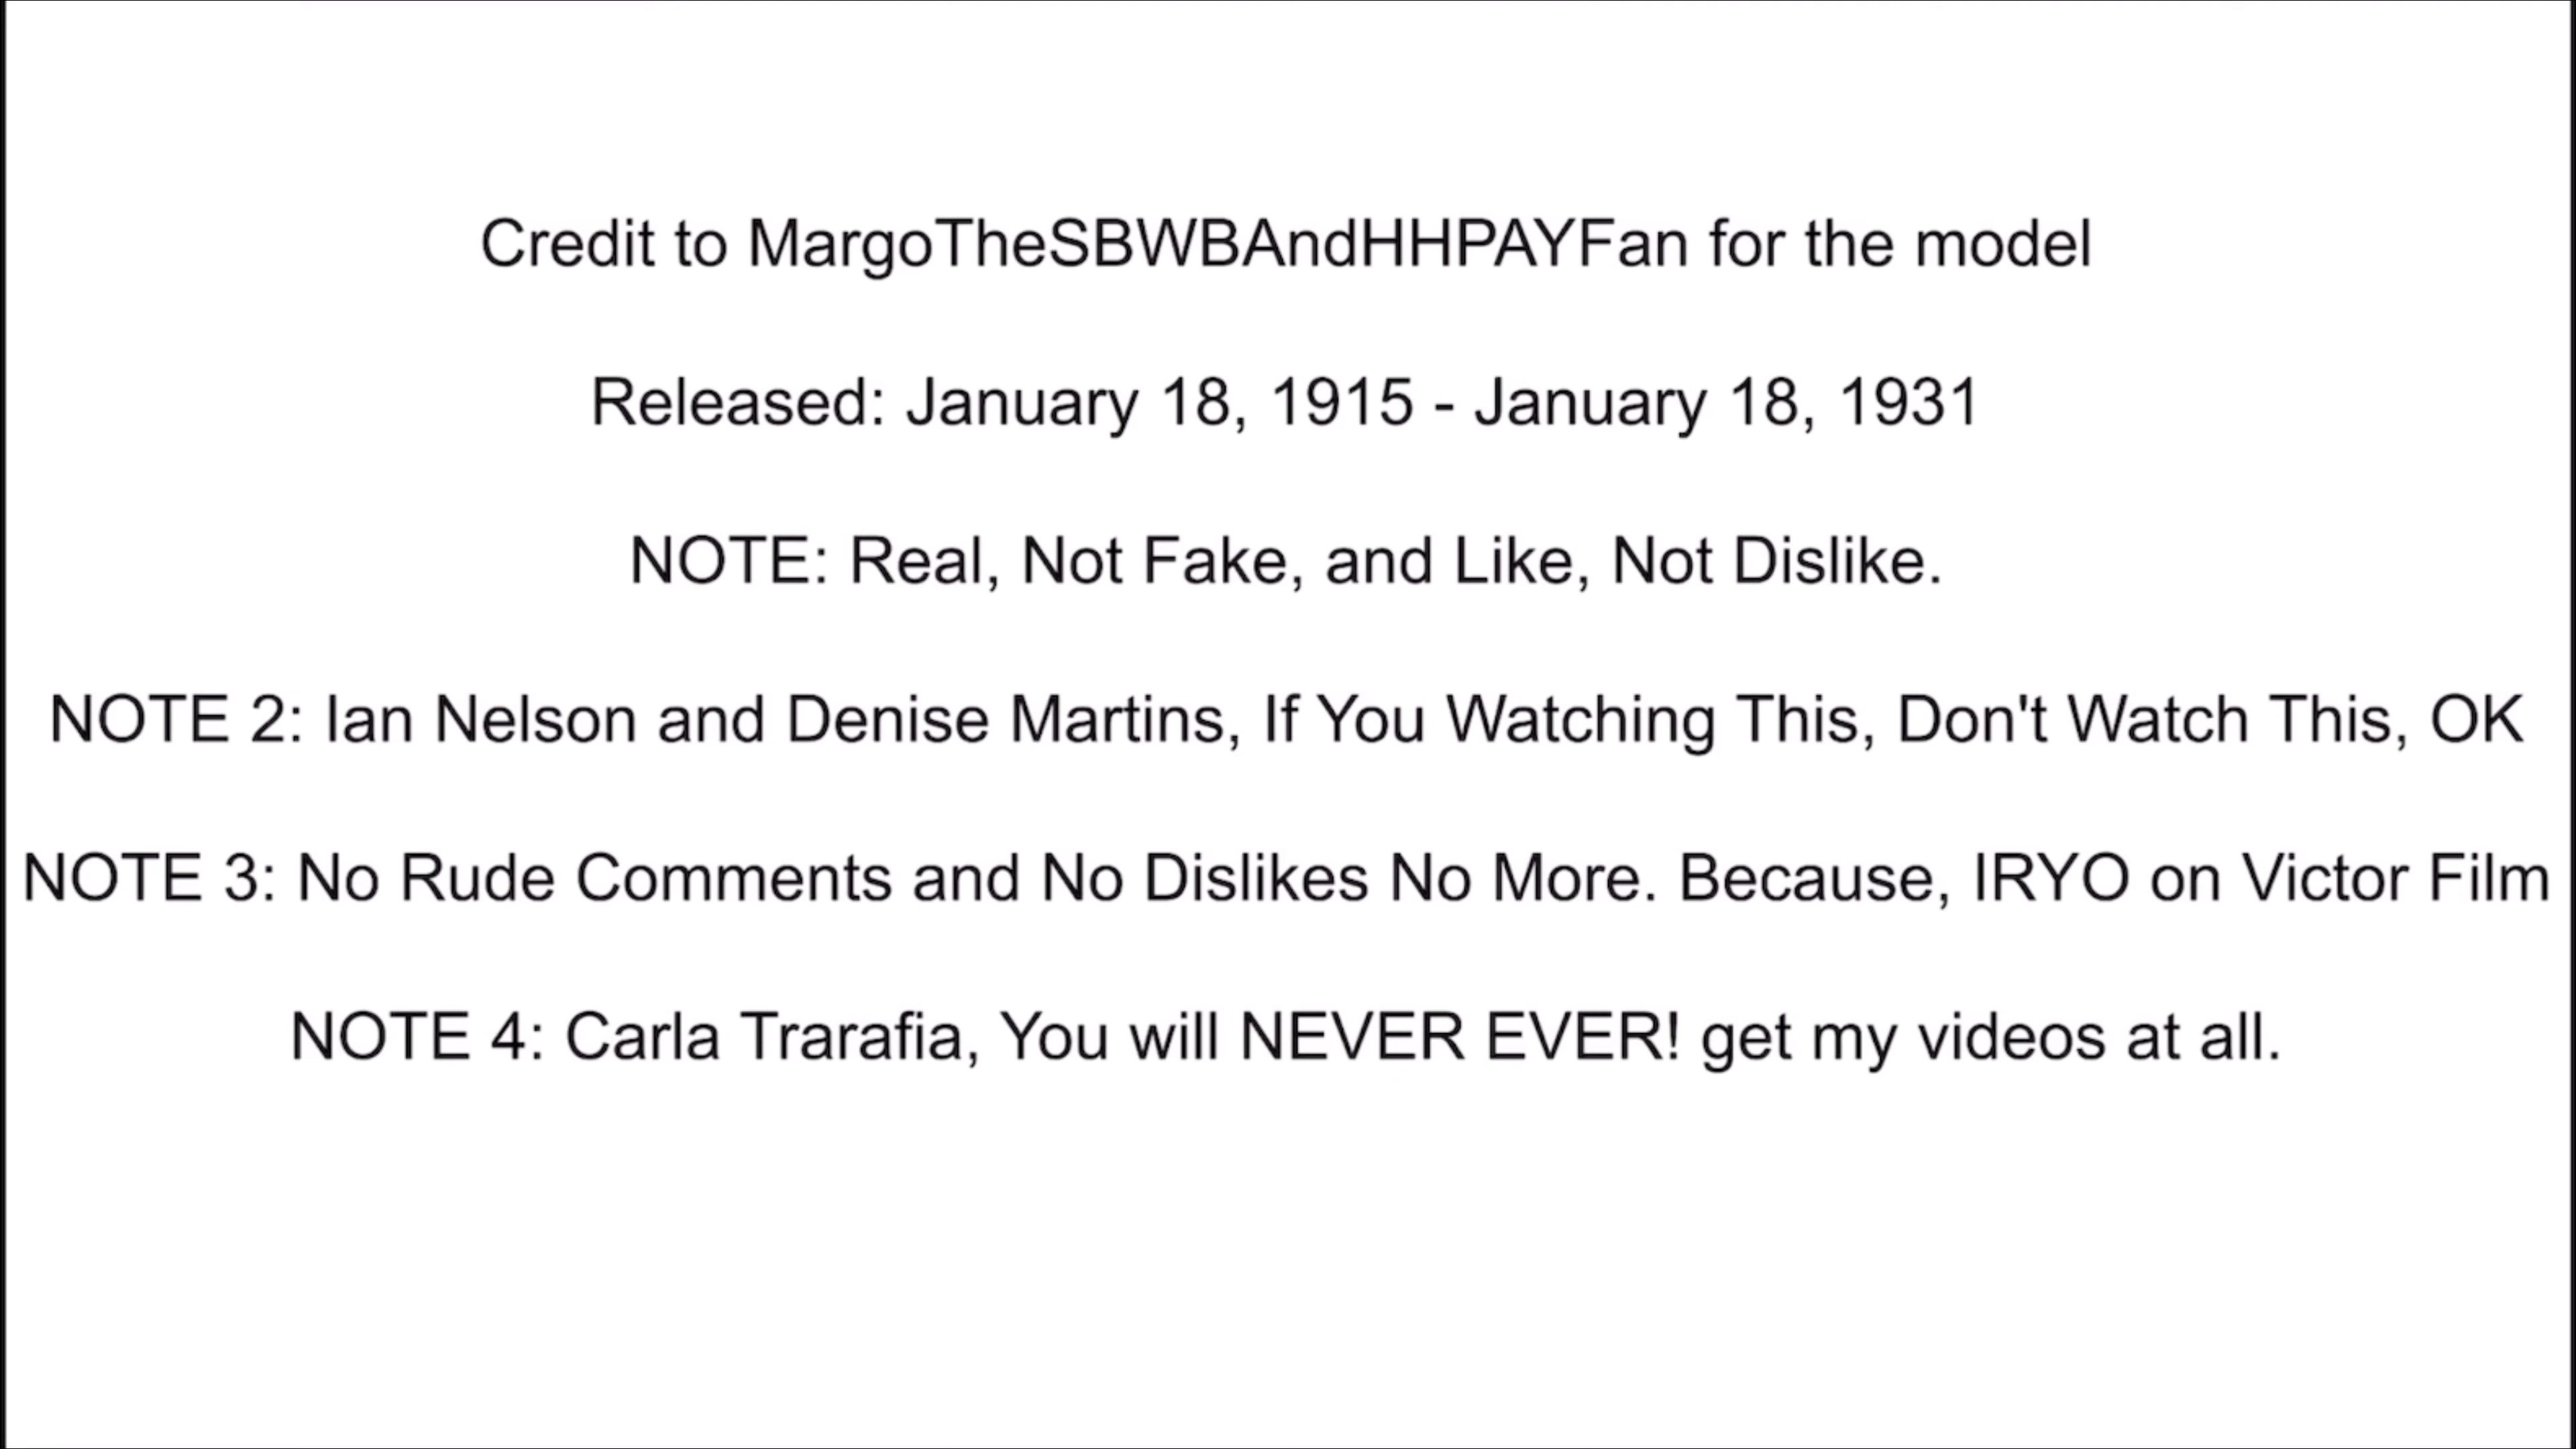 Credit to MargoTheSBWBAndHHPAYFan for the model
Released: January 18, 1915 - January 18, 1931
NOTE: Real, Not Fake, and Like, Not Dislike.
NOTE 2: Ian Nelson and Denise Martins, If You Watching This, Don't Watch This, OK
NOTE 3: No Rude Comments and No Dislikes No More. Because, IRYO on Victor Film
NOTE 4: Carla Trarafia, You will NEVER EVER! get my videos at all.